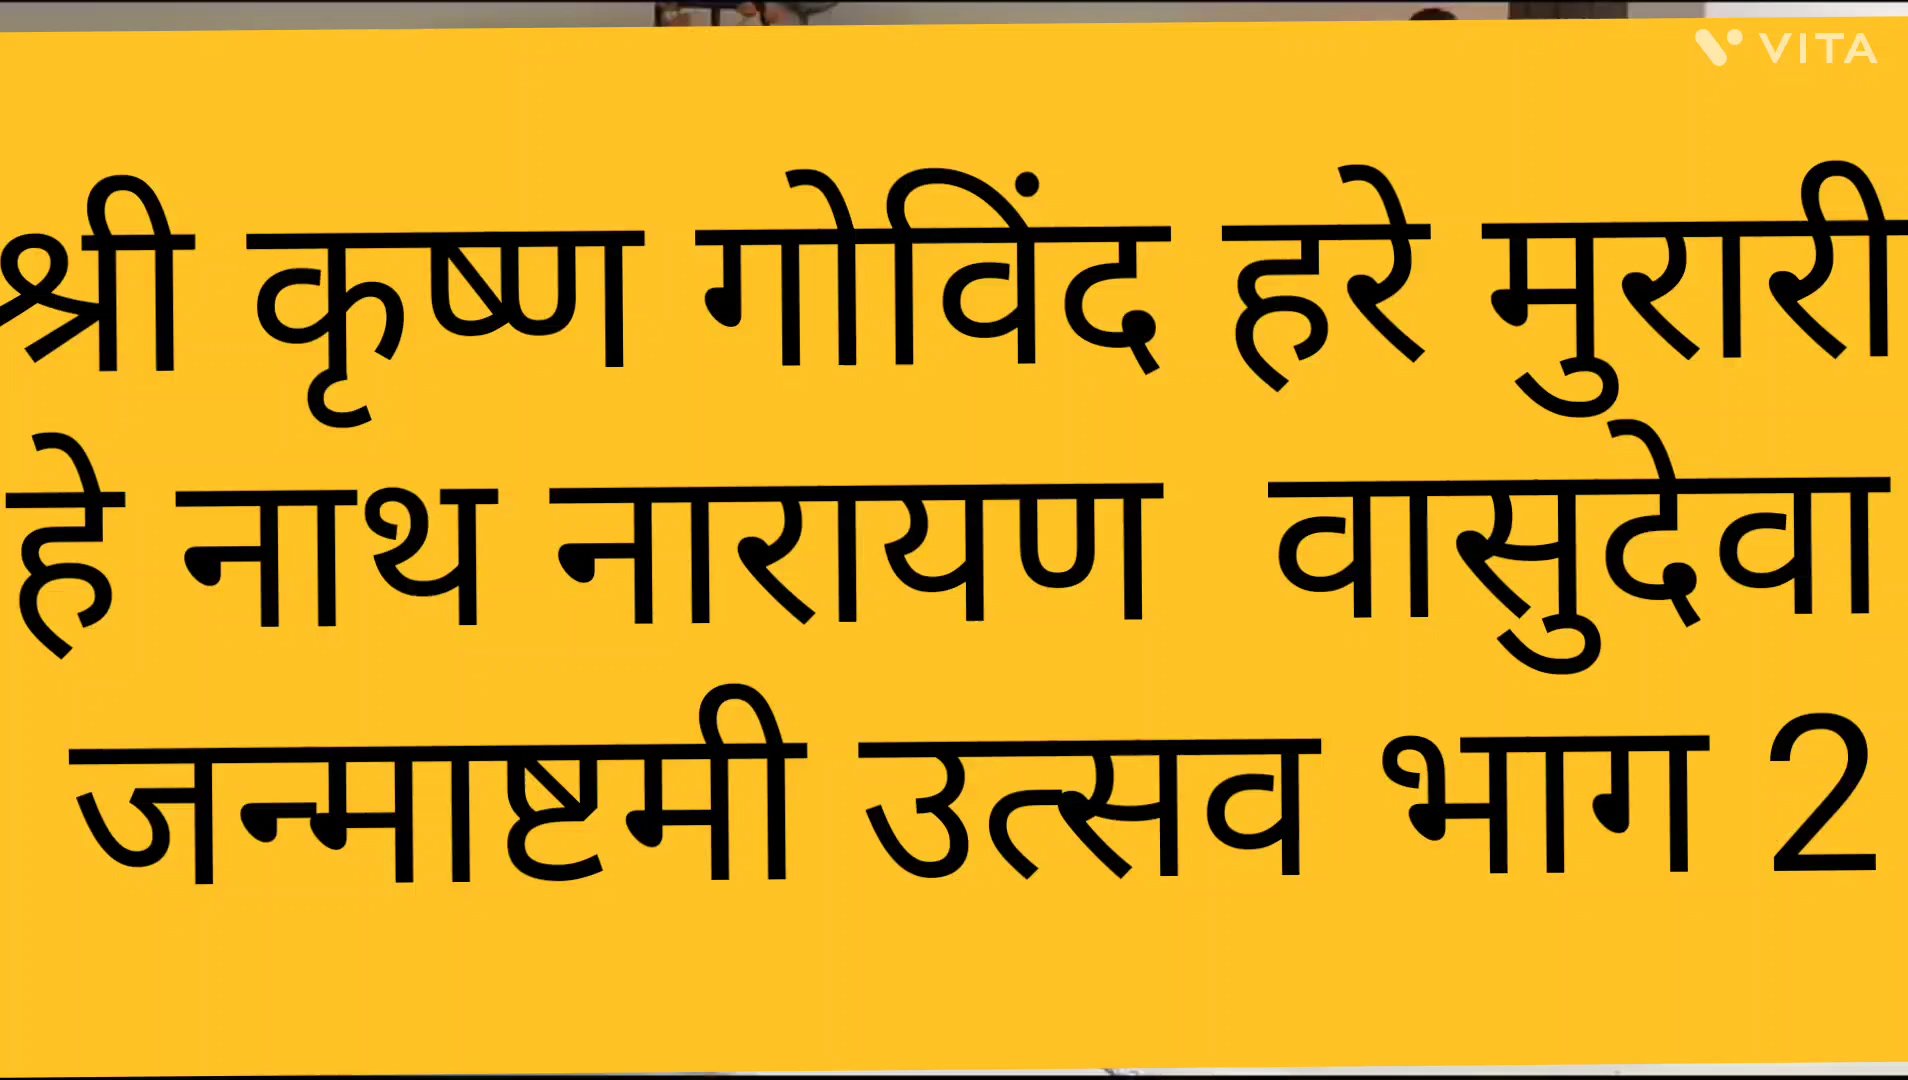 VITA
श्री कृष्ण गोविंद हरे मुरारी
हे नाथ नारायण वासुदेवा
जन्माष्टमी उत्सव भाग 2